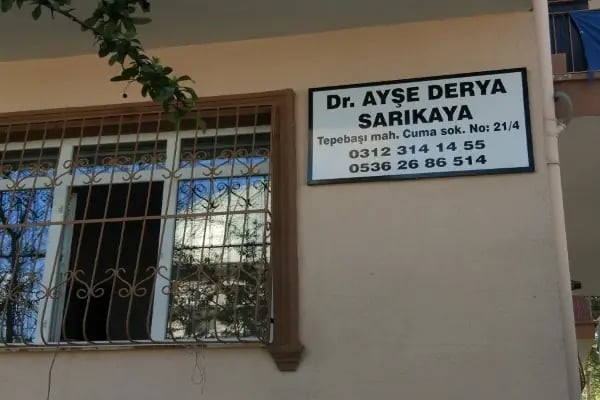 Dr. AYŞE DERYA
SARIKAYA
Tepebaşı mah. Cuma sok. No: 21/4
0312 314 14 55
0536 26 86 514